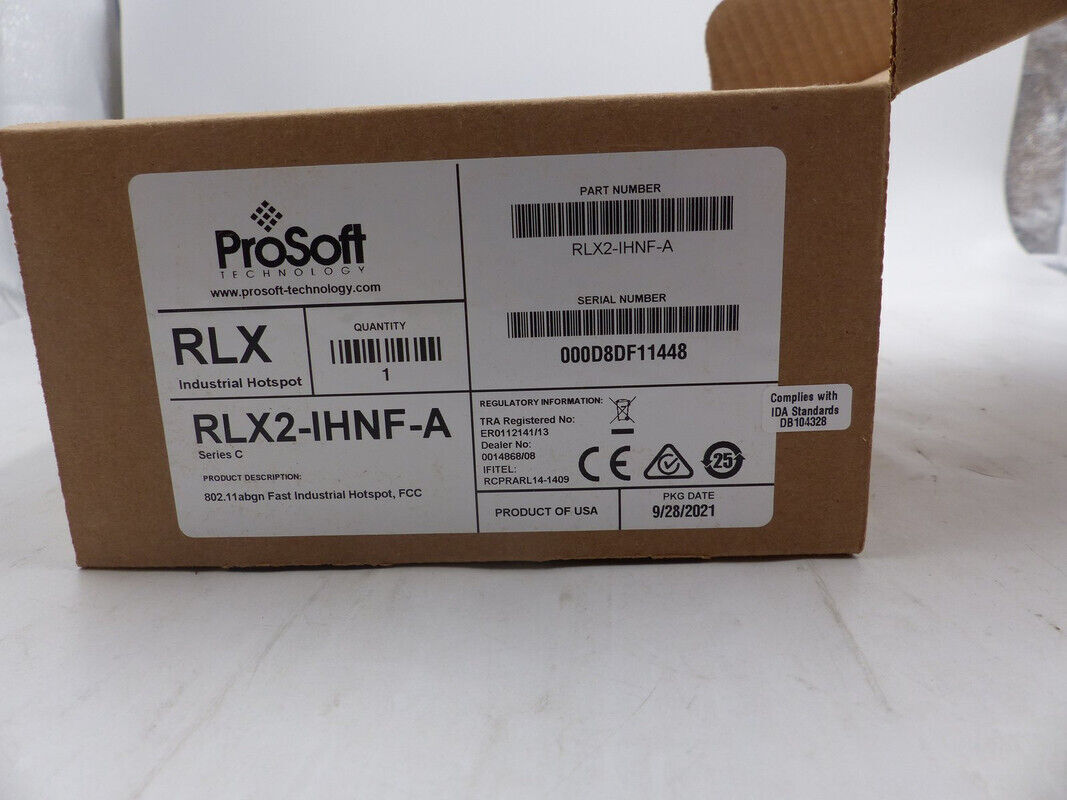 ProSoft
TECHNOLOGY
www.prosoft-technology.com
RLX
Industrial Hotspot
QUANTITY
1
PART NUMBER
RLX2-IHNF-A
SERIAL NUMBER
000D8DF11448
RLX2-IHNF-A
Series C
PRODUCT DESCRIPTION:
802.11abgn Fast Industrial Hotspot, FCC
REGULATORY INFORMATION:
TRA Registered No:
ER0112141/13
Dealer No:
0014868/08
IFITEL:
RCPRARL14-1409
CE
25
PRODUCT OF USA
PKG DATE
9/28/2021
Complies with
IDA Standards
DB104328